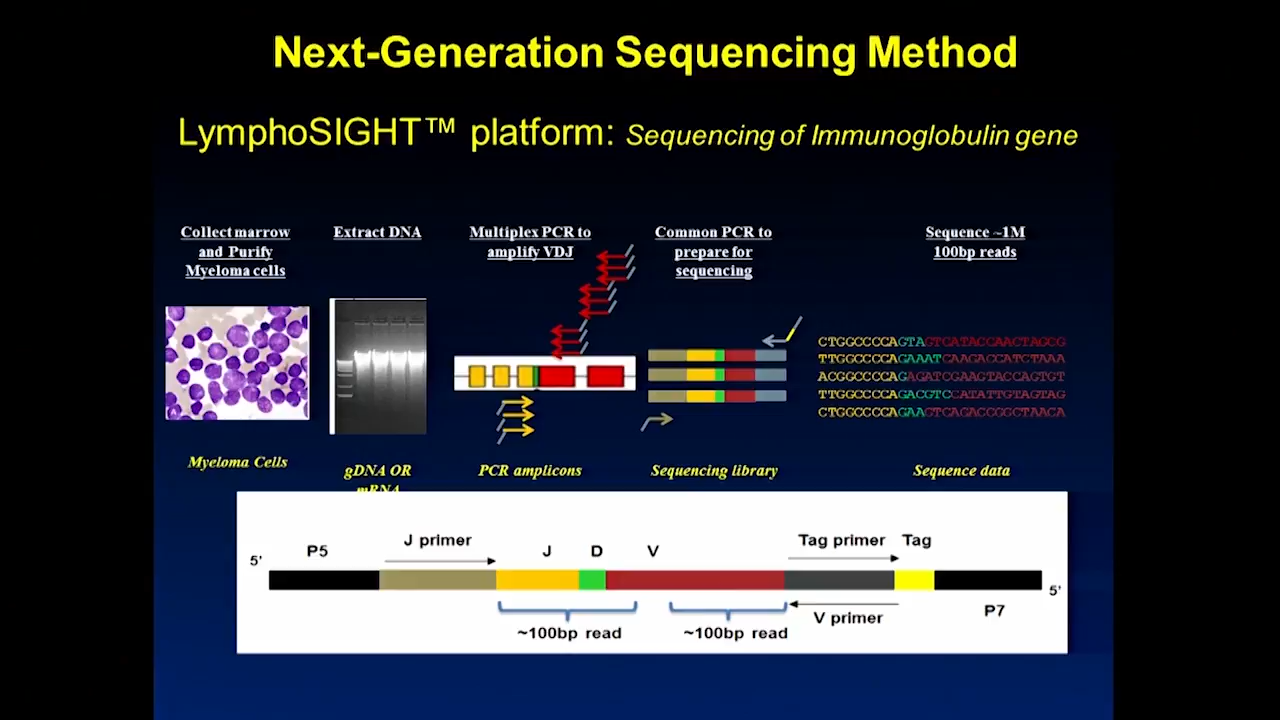 Next-Generation Sequencing Method
LymphoSIGHT™ platform: Sequencing of Immunoglobulin gene
Collect marrow
and Purify
Myeloma cells
Extract DNA
Multiplex PCR to
amplify VDJ
Common PCR to
prepare for
sequencing
Sequence ~1M
100bp reads
CTGGCCCCAGTAGTCATACCAACTAGCG
TTGGCCCCAGAAATCAAGACCATCTAAA
ACGGCCCCAGAGATCGAAGTACCAGTGT
TTGGCCCCAGACGTCCATATTGTAGTAG
CTGGCCCCAGAACTCAGACCGGCTAACA
Myeloma Cells
gDNA OR
mRNA
PCR amplicons
Sequencing library
Sequence data
5'
P5
J primer
J
D
V
Tag primer
Tag
5'
~100bp read
~100bp read
V primer
P7